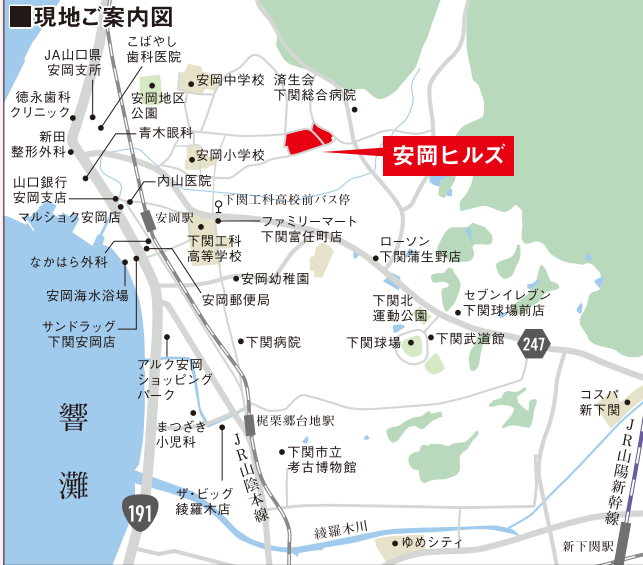 ■現地ご案内図
こばやし
歯科医院
JA山口県
安岡支所
安岡中学校
済生会
下関総合病院
徳永歯科
クリニック
安岡地区
公園
青木眼科
新田
整形外科
安岡小学校
安岡ヒルズ
山口銀行
安岡支店
内山医院
下関工科高校前バス停
マルショク安岡店
安岡駅
ファミリーマート
下関富任町店
なかはら外科
下関工科
高等学校
ローソン
下関蒲生野店
安岡海水浴場
安岡幼稚園
安岡郵便局
下関北
運動公園
セブンイレブン
下関球場前店
サンドラッグ
下関安岡店
下関病院
下関球場
下関武道館
247
アルク安岡
ショッピング
パーク
コスパ
新下関
響灘
まつざき
小児科
梶栗郷台地駅
JR山陰本線
下関市立
考古博物館
JR山陽新幹線
ザ・ビッグ
綾羅木店
191
綾羅木川
ゆめシティ
新下関駅